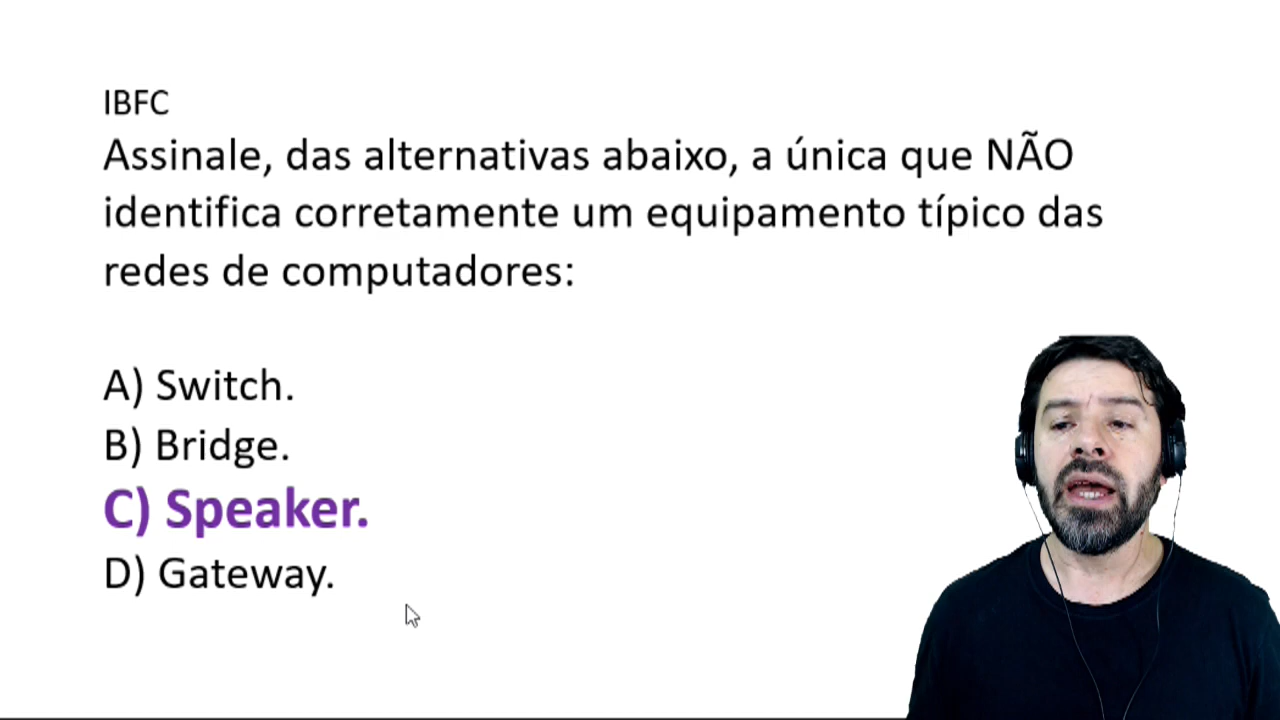 IBFC
Assinale, das alternativas abaixo, a única que NÃO
identifica corretamente um equipamento típico das
redes de computadores:
A) Switch.
B) Bridge.
C) Speaker.
D) Gateway.